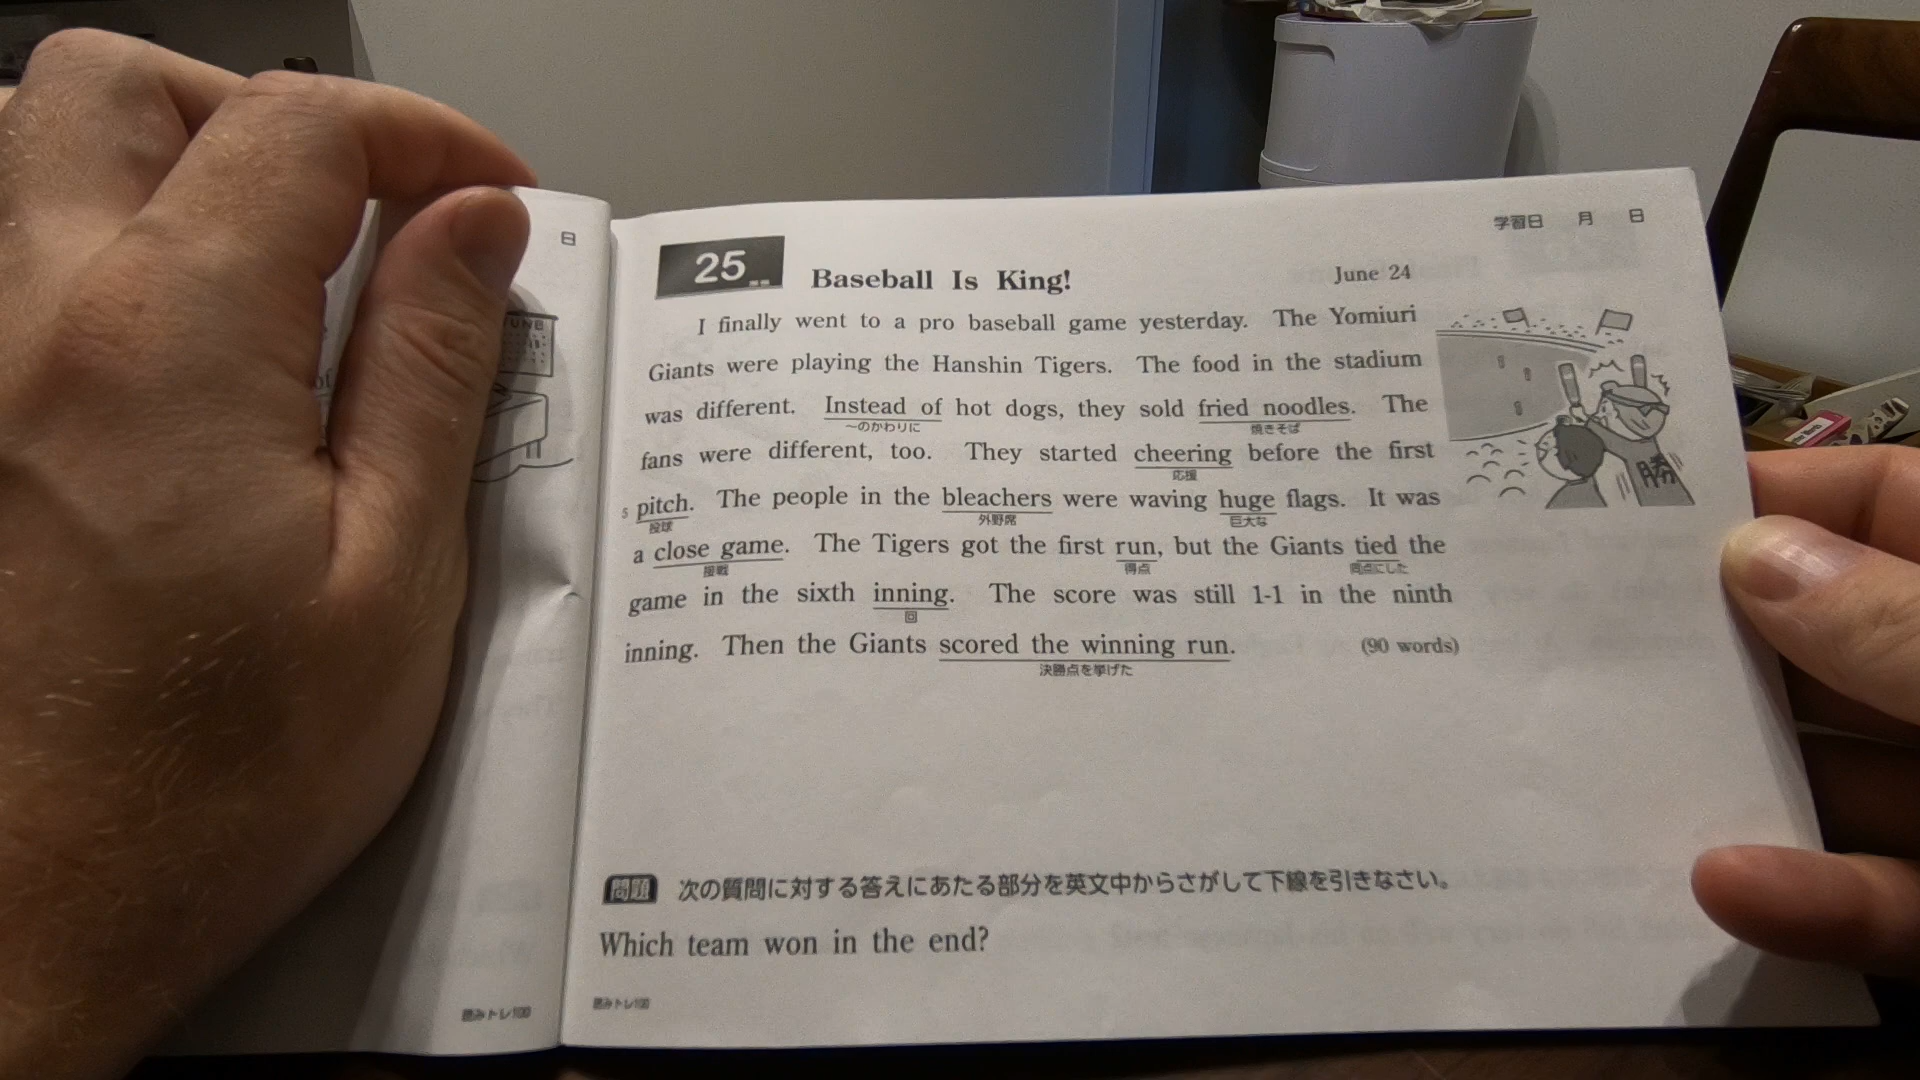 日
25
Baseball Is King!
June 24
学習日 月 日
I finally went to a pro baseball game yesterday. The Yomiuri
Giants were playing the Hanshin Tigers. The food in the stadium
was different. Instead of hot dogs, they sold fried noodles. The
〜のかわりに 焼きそば
fans were different, too. They started cheering before the first
応援
5 pitch. The people in the bleachers were waving huge flags. It was
投球 外野席 巨大な
a close game. The Tigers got the first run, but the Giants tied the
接戦 得点 同点にした
game in the sixth inning. The score was still 1-1 in the ninth
回
inning. Then the Giants scored the winning run. (90 words)
決勝点を挙げた
勝
問題 次の質問に対する答えにあたる部分を英文中からさがして下線を引きなさい。
Which team won in the end?
読みトレ100
読みトレ100
of